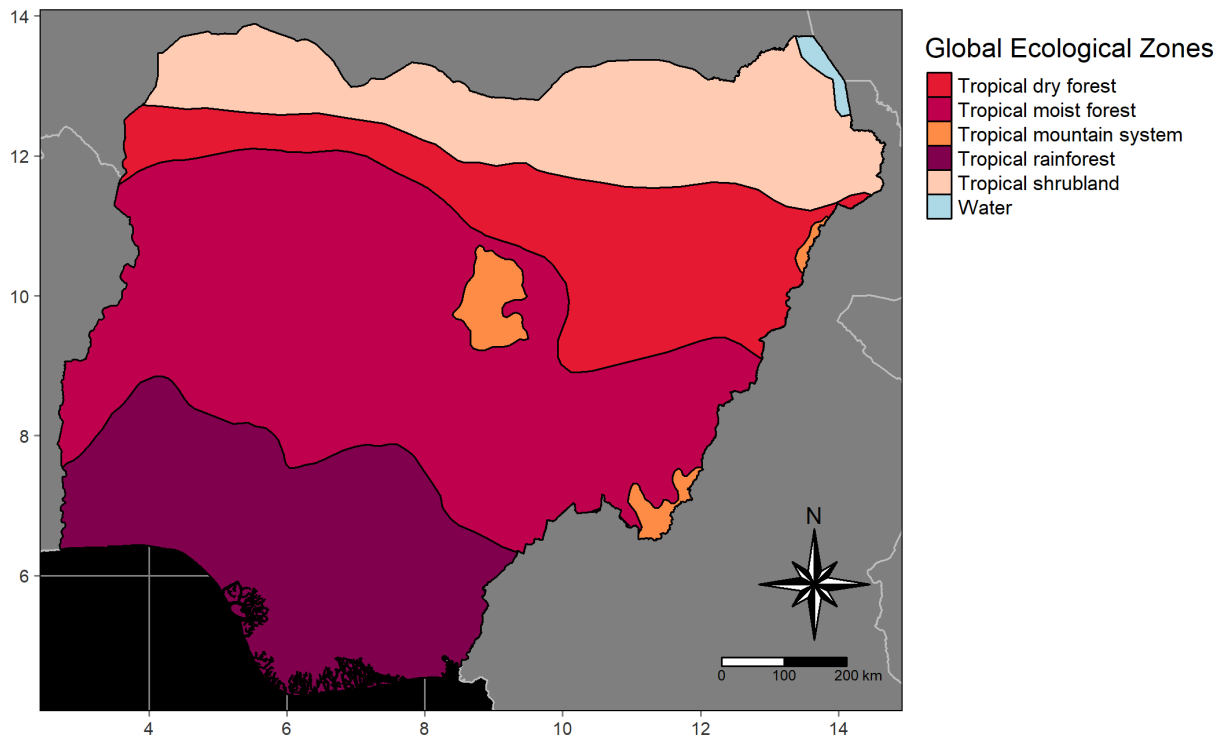 Global Ecological Zones
Tropical dry forest
Tropical moist forest
Tropical mountain system
Tropical rainforest
Tropical shrubland
Water
14
12
10
8
6
N
0 100 200 km
4 6 8 10 12 14